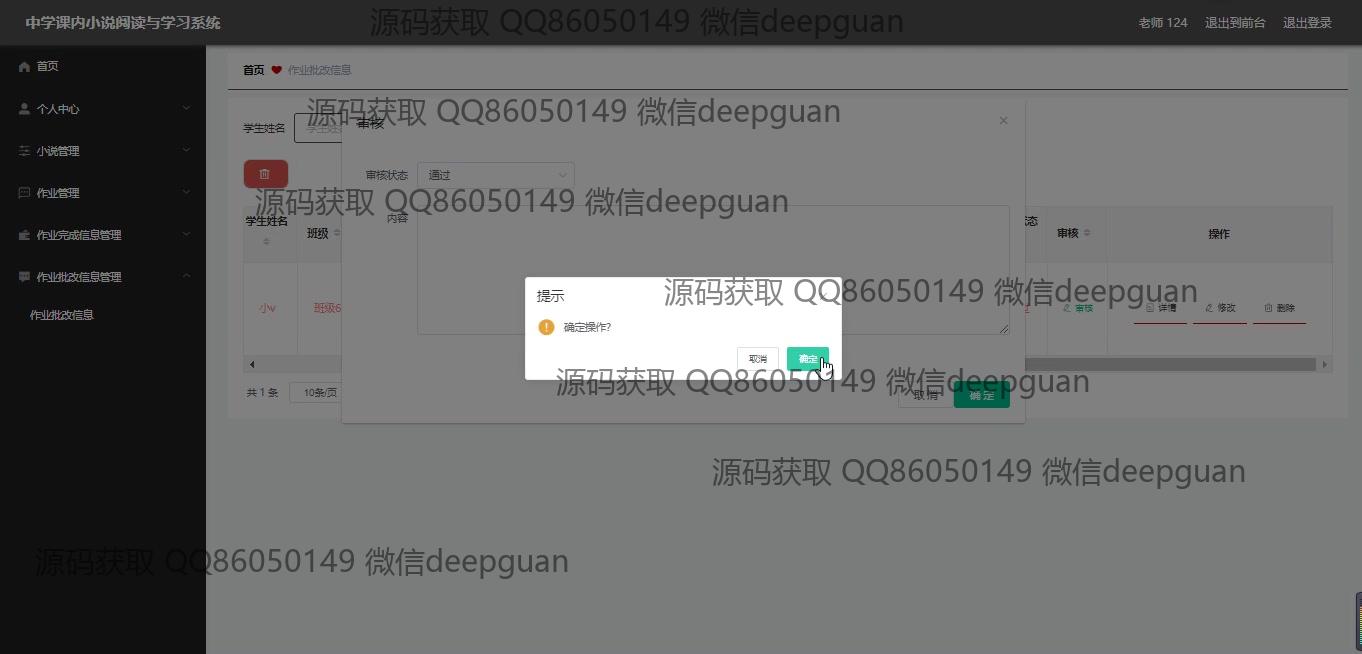 中学课内小说阅读与学习系统
源码获取 QQ86050149 微信deepguan
老师 124
退出到前台
退出登录
首页
个人中心
小说管理
作业管理
作业完成信息管理
作业批改信息管理
作业批改信息
首页
作业批改信息
源码获取 QQ86050149 微信deepguan
学生姓名
审核
审核状态
通过
源码获取 QQ86050149 微信deepguan
内容
学生姓名
班级
审核
操作
源码获取 QQ86050149 微信deepguan
提示
小v
班级6
审核
详情
修改
删除
确定操作?
取消
确定
源码获取 QQ86050149 微信deepguan
共 1 条
10条/页
取消
确定
源码获取 QQ86050149 微信deepguan
源码获取 QQ86050149 微信deepguan